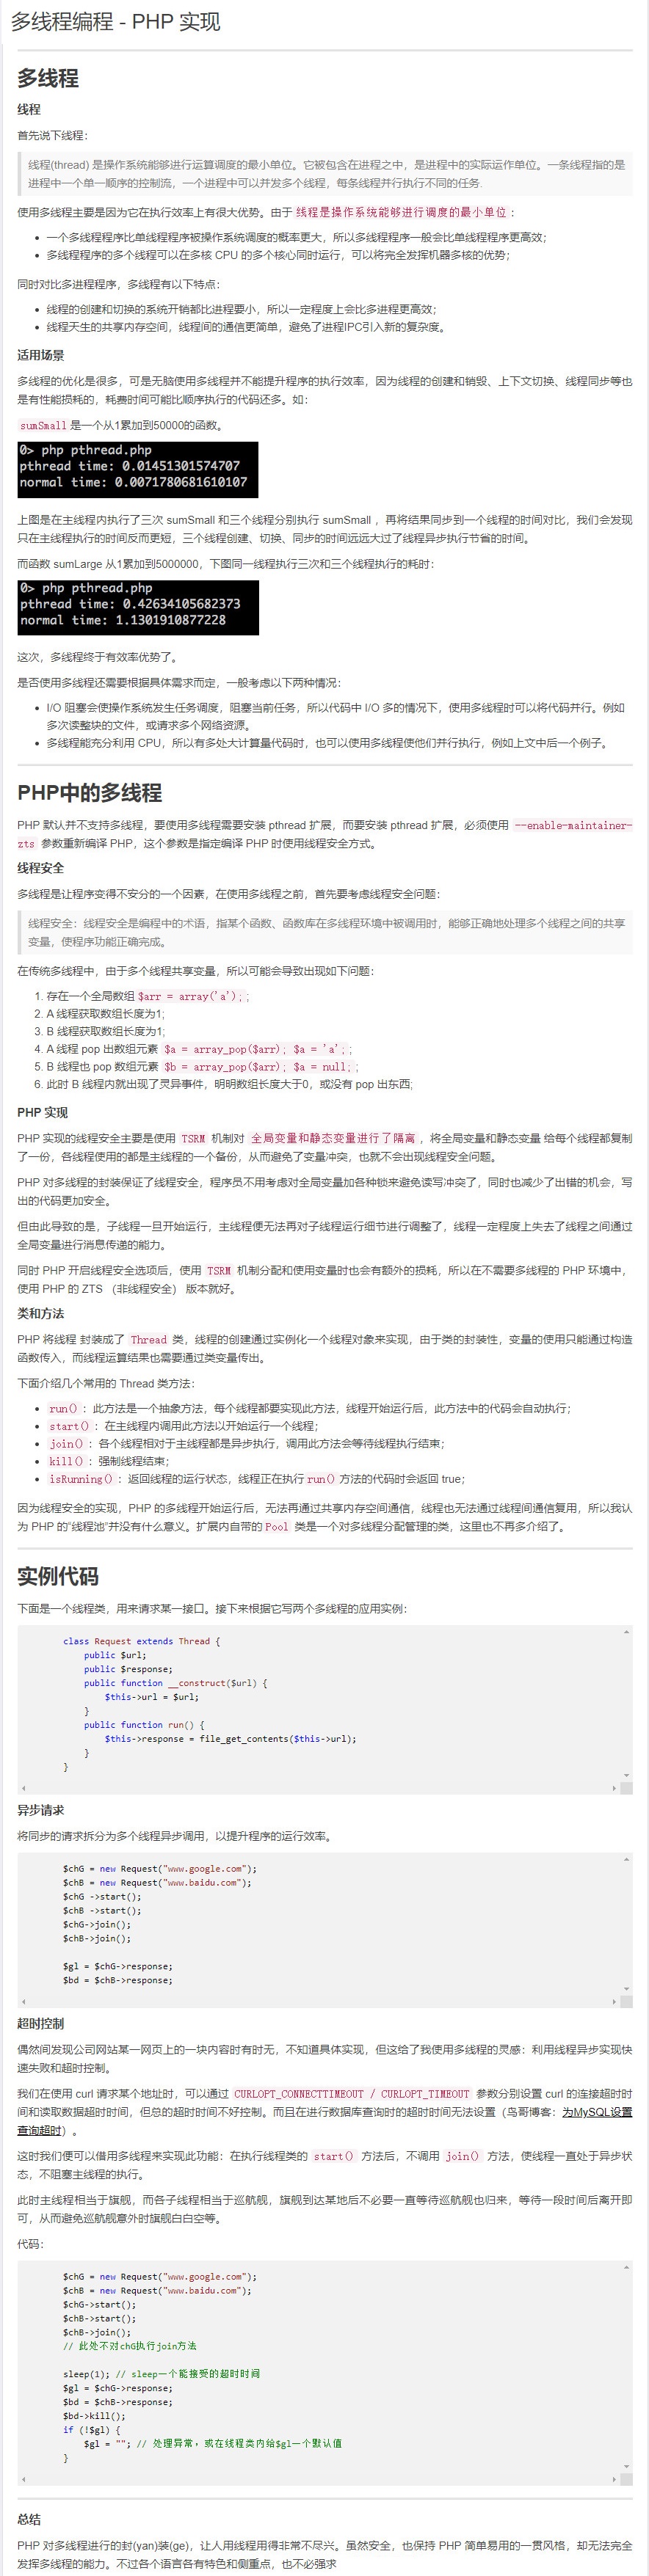 多线程编程 - PHP 实现
多线程
线程
首先说下线程：
线程(thread) 是操作系统能够进行运算调度的最小单位。它被包含在进程之中，是进程中的实际运作单位。一条线程指的是
进程中一个单一顺序的控制流，一个进程中可以并发多个线程，每条线程并行执行不同的任务.
使用多线程主要是因为它在执行效率上有很大优势。由于 线程是操作系统能够进行调度的最小单位 ：
• 一个多线程程序比单线程程序被操作系统调度的概率更大，所以多线程程序一般会比单线程程序更高效；
• 多线程程序的多个线程可以在多核 CPU 的多个核心同时运行，可以将完全发挥机器多核的优势；
同时对比多进程程序，多线程有以下特点：
• 线程的创建和切换的系统开销都比进程要小，所以一定程度上会比多进程更高效；
• 线程天生的共享内存空间，线程间的通信更简单，避免了进程IPC引入新的复杂度。
适用场景
多线程的优化是很多，可是无脑使用多线程并不能提升程序的执行效率，因为线程的创建和销毁、上下文切换、线程同步等也
是有性能损耗的，耗费时间可能比顺序执行的代码还多。如：
sumSmall 是一个从1累加到50000的函数。
0> php pthread.php
pthread time: 0.01451301574707
normal time: 0.0071780681610107
上图是在主线程内执行了三次 sumSmall 和三个线程分别执行 sumSmall ，再将结果同步到一个线程的时间对比，我们会发现
只在主线程执行的时间反而更短，三个线程创建、切换、同步的时间远远大过了线程异步执行节省的时间。
而函数 sumLarge 从1累加到5000000，下图同一线程执行三次和三个线程执行的耗时：
0> php pthread.php
pthread time: 0.42634105682373
normal time: 1.1301910877228
这次，多线程终于有效率优势了。
是否使用多线程还需要根据具体需求而定，一般考虑以下两种情况：
• I/O 阻塞会使操作系统发生任务调度，阻塞当前任务，所以代码中 I/O 多的情况下，使用多线程时可以将代码并行。例如
多次读整块的文件，或请求多个网络资源。
• 多线程能充分利用 CPU，所以有多处大计算量代码时，也可以使用多线程使他们并行执行，例如上文中后一个例子。
PHP中的多线程
PHP 默认并不支持多线程，要使用多线程需要安装 pthread 扩展，而要安装 pthread 扩展，必须使用 --enable-maintainer-
zts 参数重新编译 PHP，这个参数是指定编译 PHP 时使用线程安全方式。
线程安全
多线程是让程序变得不安分的一个因素，在使用多线程之前，首先要考虑线程安全问题：
线程安全：线程安全是编程中的术语，指某个函数、函数库在多线程环境中被调用时，能够正确地处理多个线程之间的共享
变量，使程序功能正确完成。
在传统多线程中，由于多个线程共享变量，所以可能会导致出现如下问题：
1. 存在一个全局数组 $arr = array('a'); ;
2. A 线程获取数组长度为1;
3. B 线程获取数组长度为1;
4. A 线程 pop 出数组元素 $a = array_pop($arr); $a = 'a'; ;
5. B 线程也 pop 数组元素 $b = array_pop($arr); $a = null; ;
6. 此时 B 线程内就出现了灵异事件，明明数组长度大于0，或没有 pop 出东西;
PHP 实现
PHP 实现的线程安全主要是使用 TSRM 机制对 全局变量和静态变量进行了隔离 ，将全局变量和静态变量 给每个线程都复制
了一份，各线程使用的都是主线程的一个备份，从而避免了变量冲突，也就不会出现线程安全问题。
PHP 对多线程的封装保证了线程安全，程序员不用考虑对全局变量加各种锁来避免读写冲突了，同时也减少了出错的机会，写
出的代码更加安全。
但由此导致的是，子线程一旦开始运行，主线程便无法再对子线程运行细节进行调整了，线程一定程度上失去了线程之间通过
全局变量进行消息传递的能力。
同时 PHP 开启线程安全选项后，使用 TSRM 机制分配和使用变量时也会有额外的损耗，所以在不需要多线程的 PHP 环境中，
使用 PHP 的 ZTS （非线程安全） 版本就好。
类和方法
PHP 将线程 封装成了 Thread 类，线程的创建通过实例化一个线程对象来实现，由于类的封装性，变量的使用只能通过构造
函数传入，而线程运算结果也需要通过类变量传出。
下面介绍几个常用的 Thread 类方法：
• run() ：此方法是一个抽象方法，每个线程都要实现此方法，线程开始运行后，此方法中的代码会自动执行；
• start() ：在主线程内调用此方法以开始运行一个线程；
• join() ：各个线程相对于主线程都是异步执行，调用此方法会等待线程执行结束；
• kill() ：强制线程结束；
• isRunning() ：返回线程的运行状态，线程正在执行 run() 方法的代码时会返回 true；
因为线程安全的实现，PHP 的多线程开始运行后，无法再通过共享内存空间通信，线程也无法通过线程间通信复用，所以我认
为 PHP 的“线程池”并没有什么意义。扩展内自带的 Pool 类是一个对多线程分配管理的类，这里也不再多介绍了。
实例代码
下面是一个线程类，用来请求某一接口。接下来根据它写两个多线程的应用实例：
class Request extends Thread {
public $url;
public $response;
public function __construct($url) {
$this->url = $url;
}
public function run() {
$this->response = file_get_contents($this->url);
}
}
异步请求
将同步的请求拆分为多个线程异步调用，以提升程序的运行效率。
$chG = new Request("www.google.com");
$chB = new Request("www.baidu.com");
$chG ->start();
$chB ->start();
$chG->join();
$chB->join();
$gl = $chG->response;
$bd = $chB->response;
超时控制
偶然间发现公司网站某一网页上的一块内容时有时无，不知道具体实现，但这给了我使用多线程的灵感：利用线程异步实现快
速失败和超时控制。
我们在使用 curl 请求某个地址时，可以通过 CURLOPT_CONNECTTIMEOUT / CURLOPT_TIMEOUT 参数分别设置 curl 的连接超时时
间和读取数据超时时间，但总的超时时间不好控制。而且在进行数据库查询时的超时时间无法设置（鸟哥博客：为MySQL设置
查询超时）。
这时我们便可以借用多线程来实现此功能：在执行线程类的 start() 方法后，不调用 join() 方法，使线程一直处于异步状
态，不阻塞主线程的执行。
此时主线程相当于旗舰，而各子线程相当于巡航舰，旗舰到达某地后不必要一直等待巡航舰也归来，等待一段时间后离开即
可，从而避免巡航舰意外时旗舰白白空等。
代码：
$chG = new Request("www.google.com");
$chB = new Request("www.baidu.com");
$chG->start();
$chB->start();
$chB->join();
// 此处不对chG执行join方法
sleep(1); // sleep一个能接受的超时时间
$gl = $chG->response;
$bd = $chB->response;
$bd->kill();
if (!$gl) {
$gl = ""; // 处理异常，或在线程类内给$gl一个默认值
}
总结
PHP 对多线程进行的封(yan)装(ge)，让人用线程用得非常不尽兴。虽然安全，也保持 PHP 简单易用的一贯风格，却无法完全
发挥多线程的能力。不过各个语言各有特色和侧重点，也不必强求